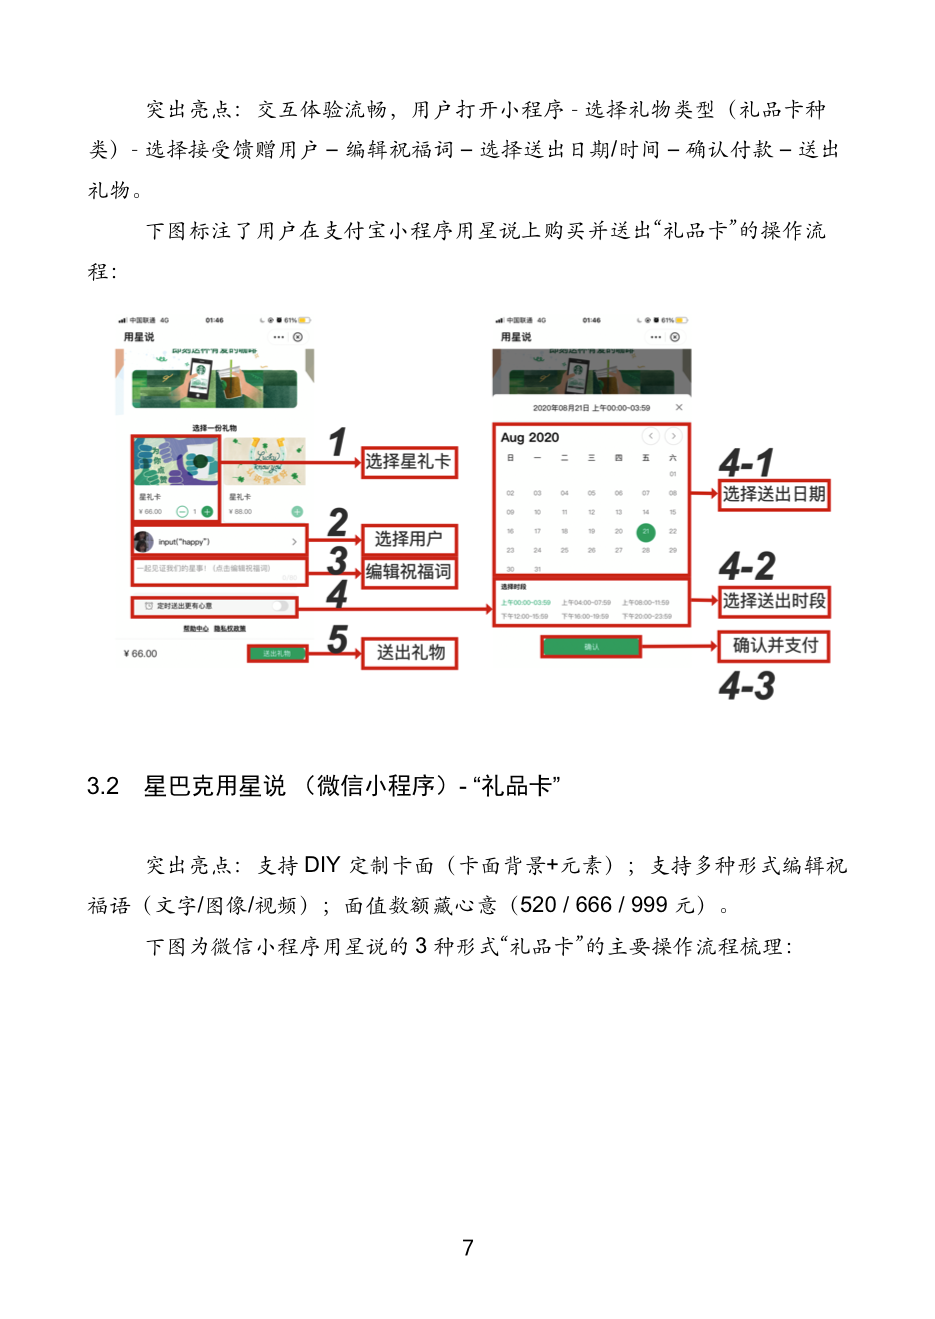 突出亮点：交互体验流畅，用户打开小程序 - 选择礼物类型（礼品卡种
类）- 选择接受馈赠用户 – 编辑祝福词 – 选择送出日期/时间 – 确认付款 – 送出
礼物。
下图标注了用户在支付宝小程序用星说上购买并送出“礼品卡”的操作流
程：
中国联通 4G 01:46 61%
用星说
选择一份礼物
为你点赞
Lucky
星礼卡 星礼卡
¥ 66.00 1 ¥ 88.00
input("happy")
一起见证我们的星事！(点击编辑祝福词)
定时送出更有心意
帮助中心 隐私权政策
¥ 66.00 送出礼物
1
选择星礼卡
2
选择用户
3
编辑祝福词
4
5
送出礼物
中国联通 4G 01:46 61%
用星说
2020年08月21日 上午00:00-03:59
Aug 2020
日 一 二 三 四 五 六
01
02 03 04 05 06 07 08
09 10 11 12 13 14 15
16 17 18 19 20 21 22
23 24 25 26 27 28 29
30 31
选择时段
上午00:00-03:59 上午04:00-07:59 上午08:00-11:59
下午12:00-15:59 下午16:00-19:59 下午20:00-23:59
确认
4-1
选择送出日期
4-2
选择送出时段
确认并支付
4-3
3.2 星巴克用星说 （微信小程序）- “礼品卡”
突出亮点：支持 DIY 定制卡面（卡面背景+元素）；支持多种形式编辑祝
福语（文字/图像/视频）；面值数额藏心意（520 / 666 / 999 元）。
下图为微信小程序用星说的 3 种形式“礼品卡”的主要操作流程梳理：
7